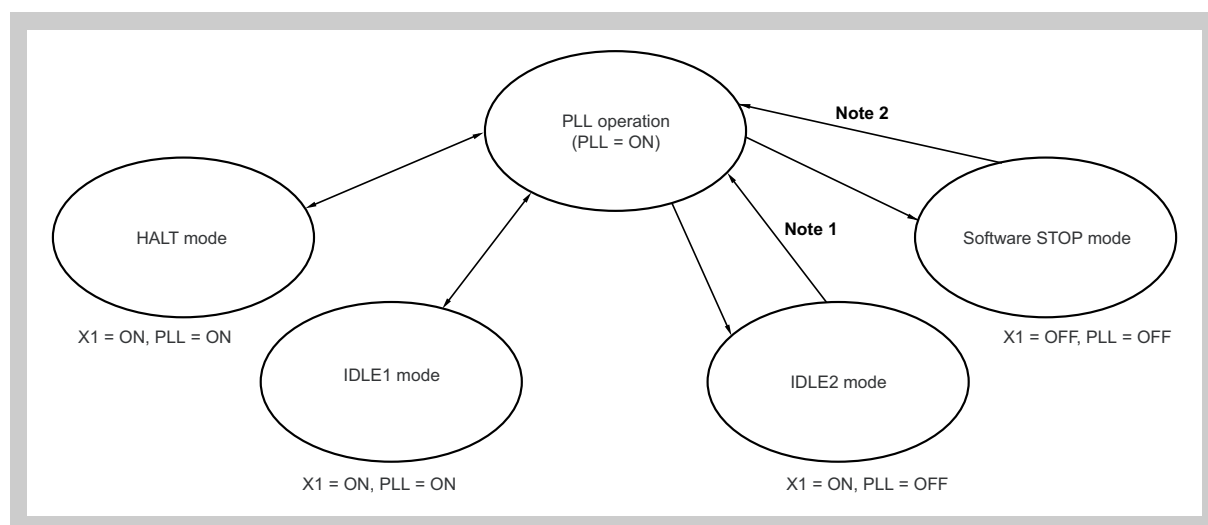 PLL operation
(PLL = ON)
Note 2
HALT mode
Note 1
Software STOP mode
X1 = ON, PLL = ON
X1 = OFF, PLL = OFF
IDLE1 mode
IDLE2 mode
X1 = ON, PLL = ON
X1 = ON, PLL = OFF